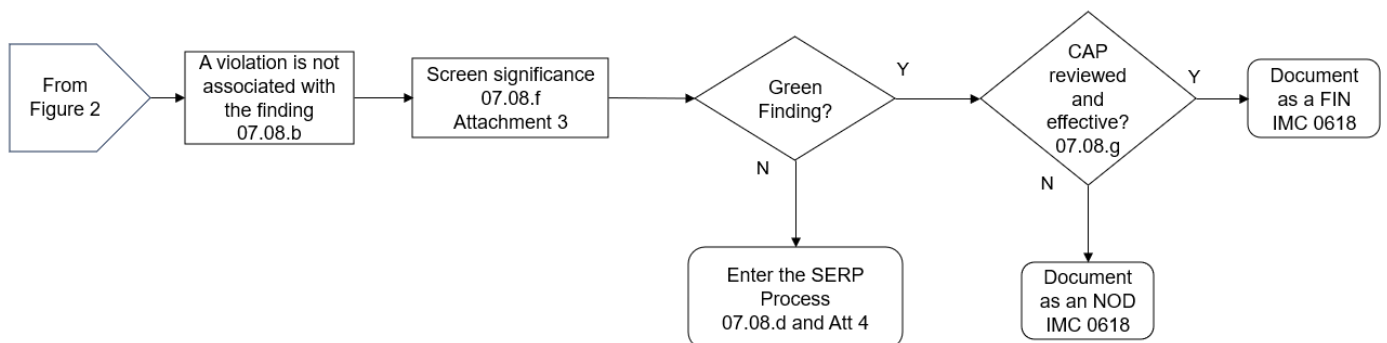 From
Figure 2
A violation is not
associated with
the finding
07.08.b
Screen significance
07.08.f
Attachment 3
Green
Finding?
Y
N
CAP
reviewed
and
effective?
07.08.g
Y
N
Document
as a FIN
IMC 0618
Enter the SERP
Process
07.08.d and Att 4
Document
as an NOD
IMC 0618